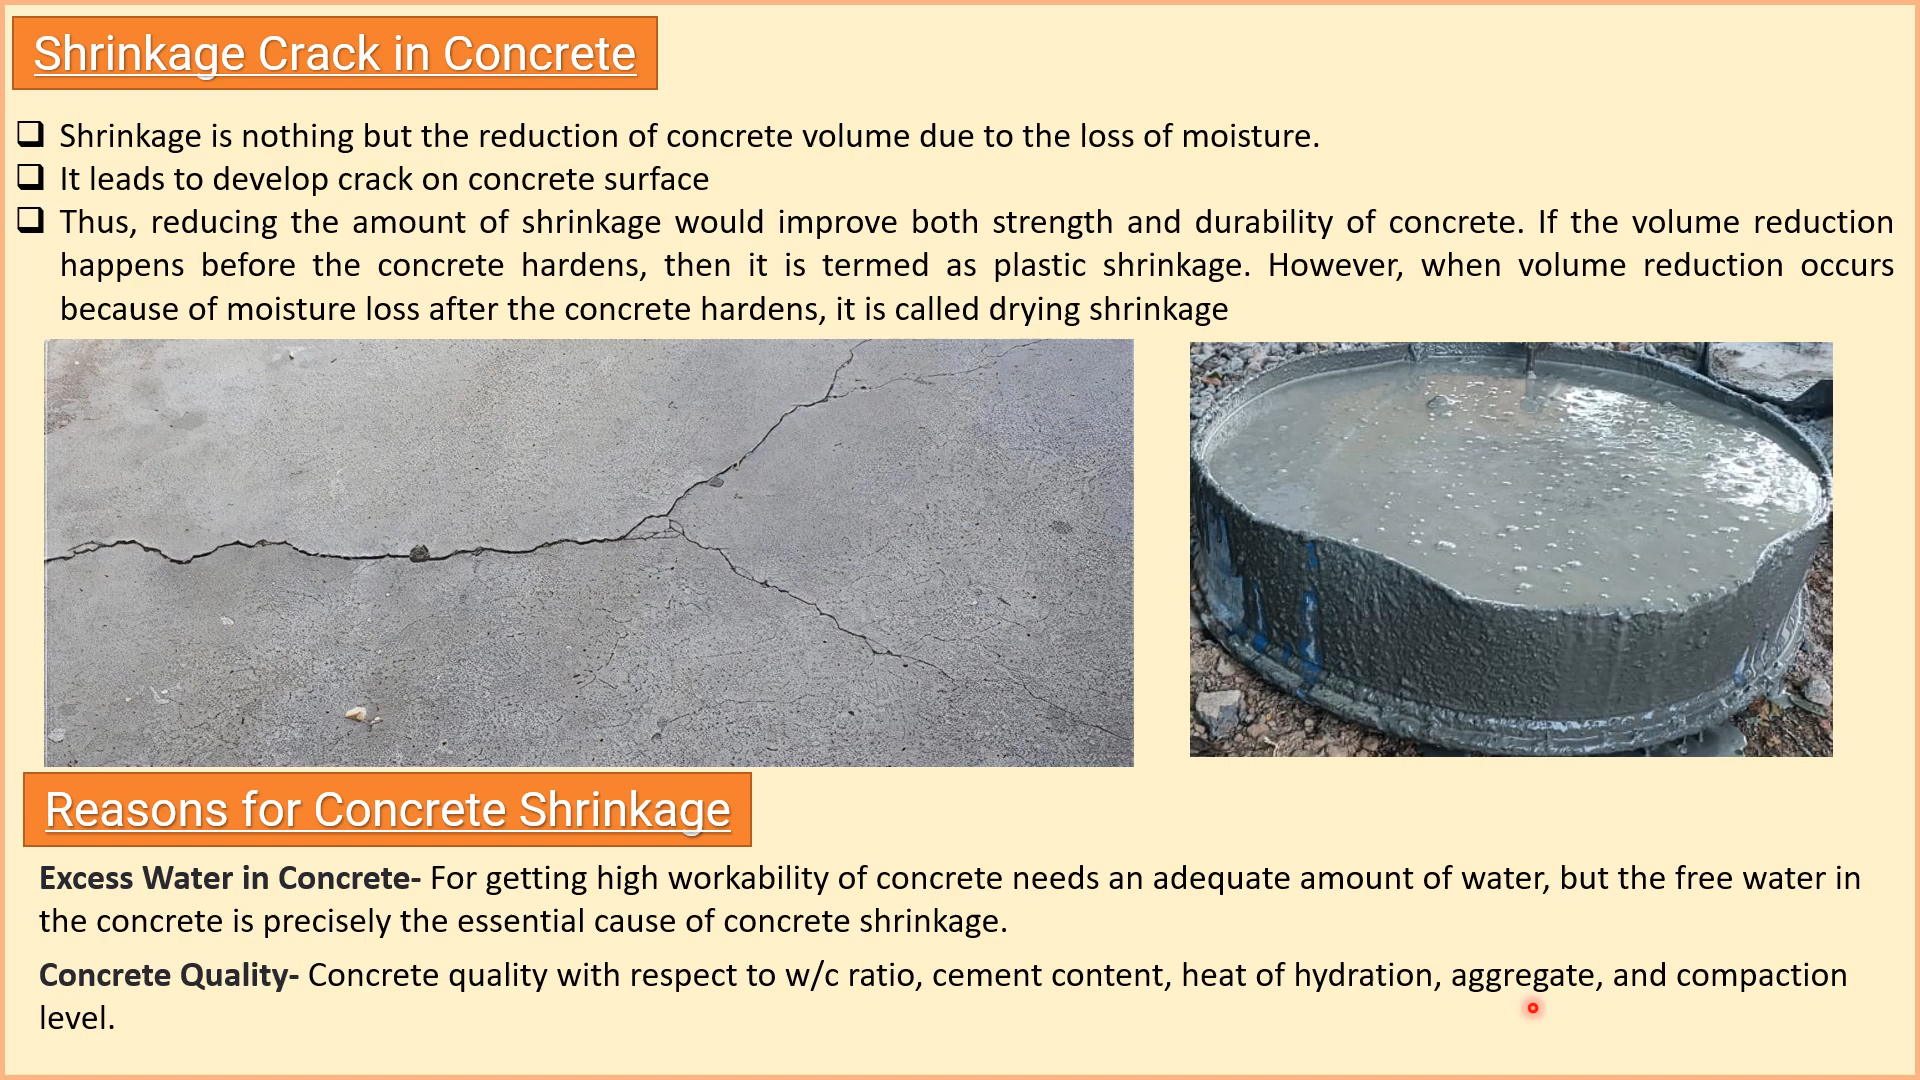 Shrinkage Crack in Concrete
Shrinkage is nothing but the reduction of concrete volume due to the loss of moisture.
It leads to develop crack on concrete surface
Thus, reducing the amount of shrinkage would improve both strength and durability of concrete. If the volume reduction
happens before the concrete hardens, then it is termed as plastic shrinkage. However, when volume reduction occurs
because of moisture loss after the concrete hardens, it is called drying shrinkage
Reasons for Concrete Shrinkage
Excess Water in Concrete- For getting high workability of concrete needs an adequate amount of water, but the free water in
the concrete is precisely the essential cause of concrete shrinkage.
Concrete Quality- Concrete quality with respect to w/c ratio, cement content, heat of hydration, aggregate, and compaction
level.